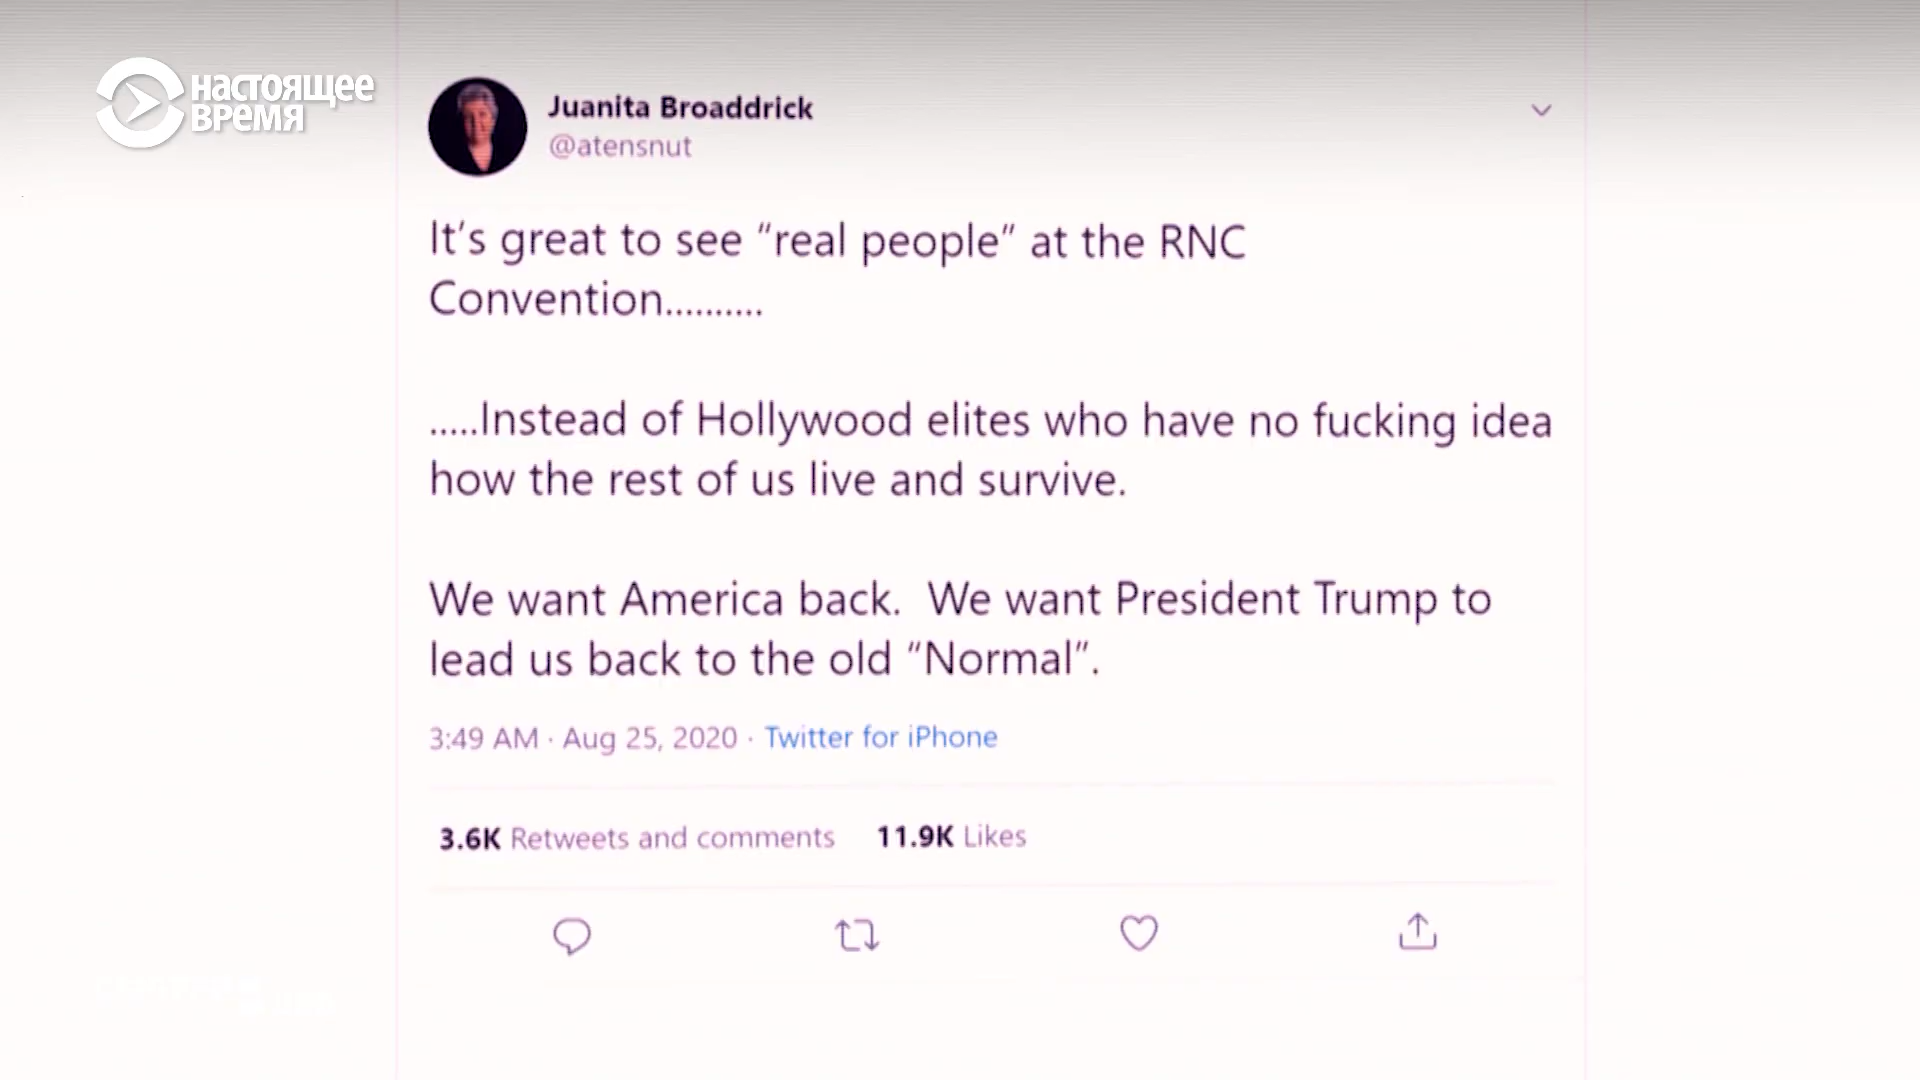 настоящее
время
Juanita Broaddrick
@atensnut
It's great to see "real people" at the RNC
Convention..........
.....Instead of Hollywood elites who have no fucking idea
how the rest of us live and survive.
We want America back.  We want President Trump to
lead us back to the old "Normal".
3:49 AM · Aug 25, 2020 · Twitter for iPhone
3.6K Retweets and comments 11.9K Likes